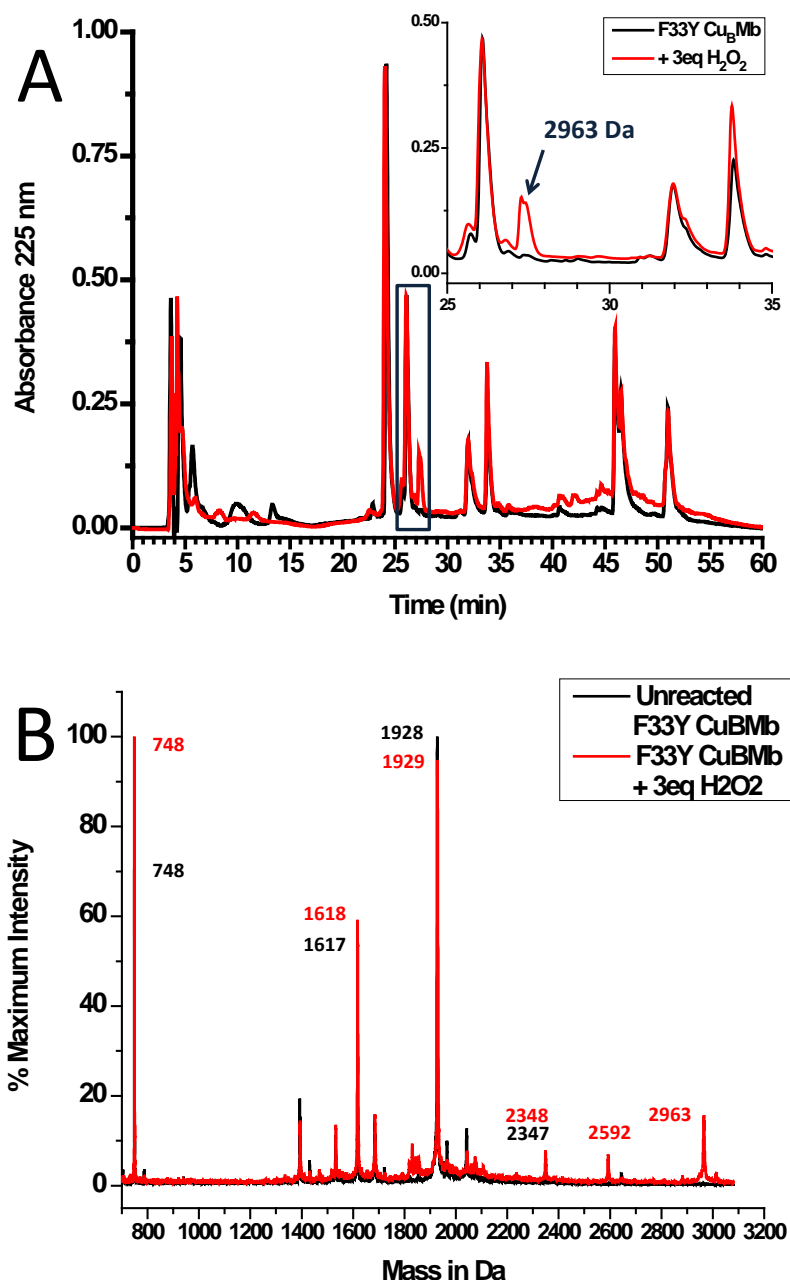 A
Absorbance 225 nm
1.00
0.75
0.50
0.25
0.00
0 5 10 15 20 25 30 35 40 45 50 55 60
Time (min)
0.50
0.25
0.00
25 30 35
F33Y CuBMb
+ 3eq H2O2
2963 Da
B
% Maximum Intensity
100
80
60
40
20
0
800 1000 1200 1400 1600 1800 2000 2200 2400 2600 2800 3000 3200
Mass in Da
Unreacted
F33Y CuBMb
F33Y CuBMb
+ 3eq H2O2
748
748
1618
1617
1928
1929
2348
2347
2592
2963